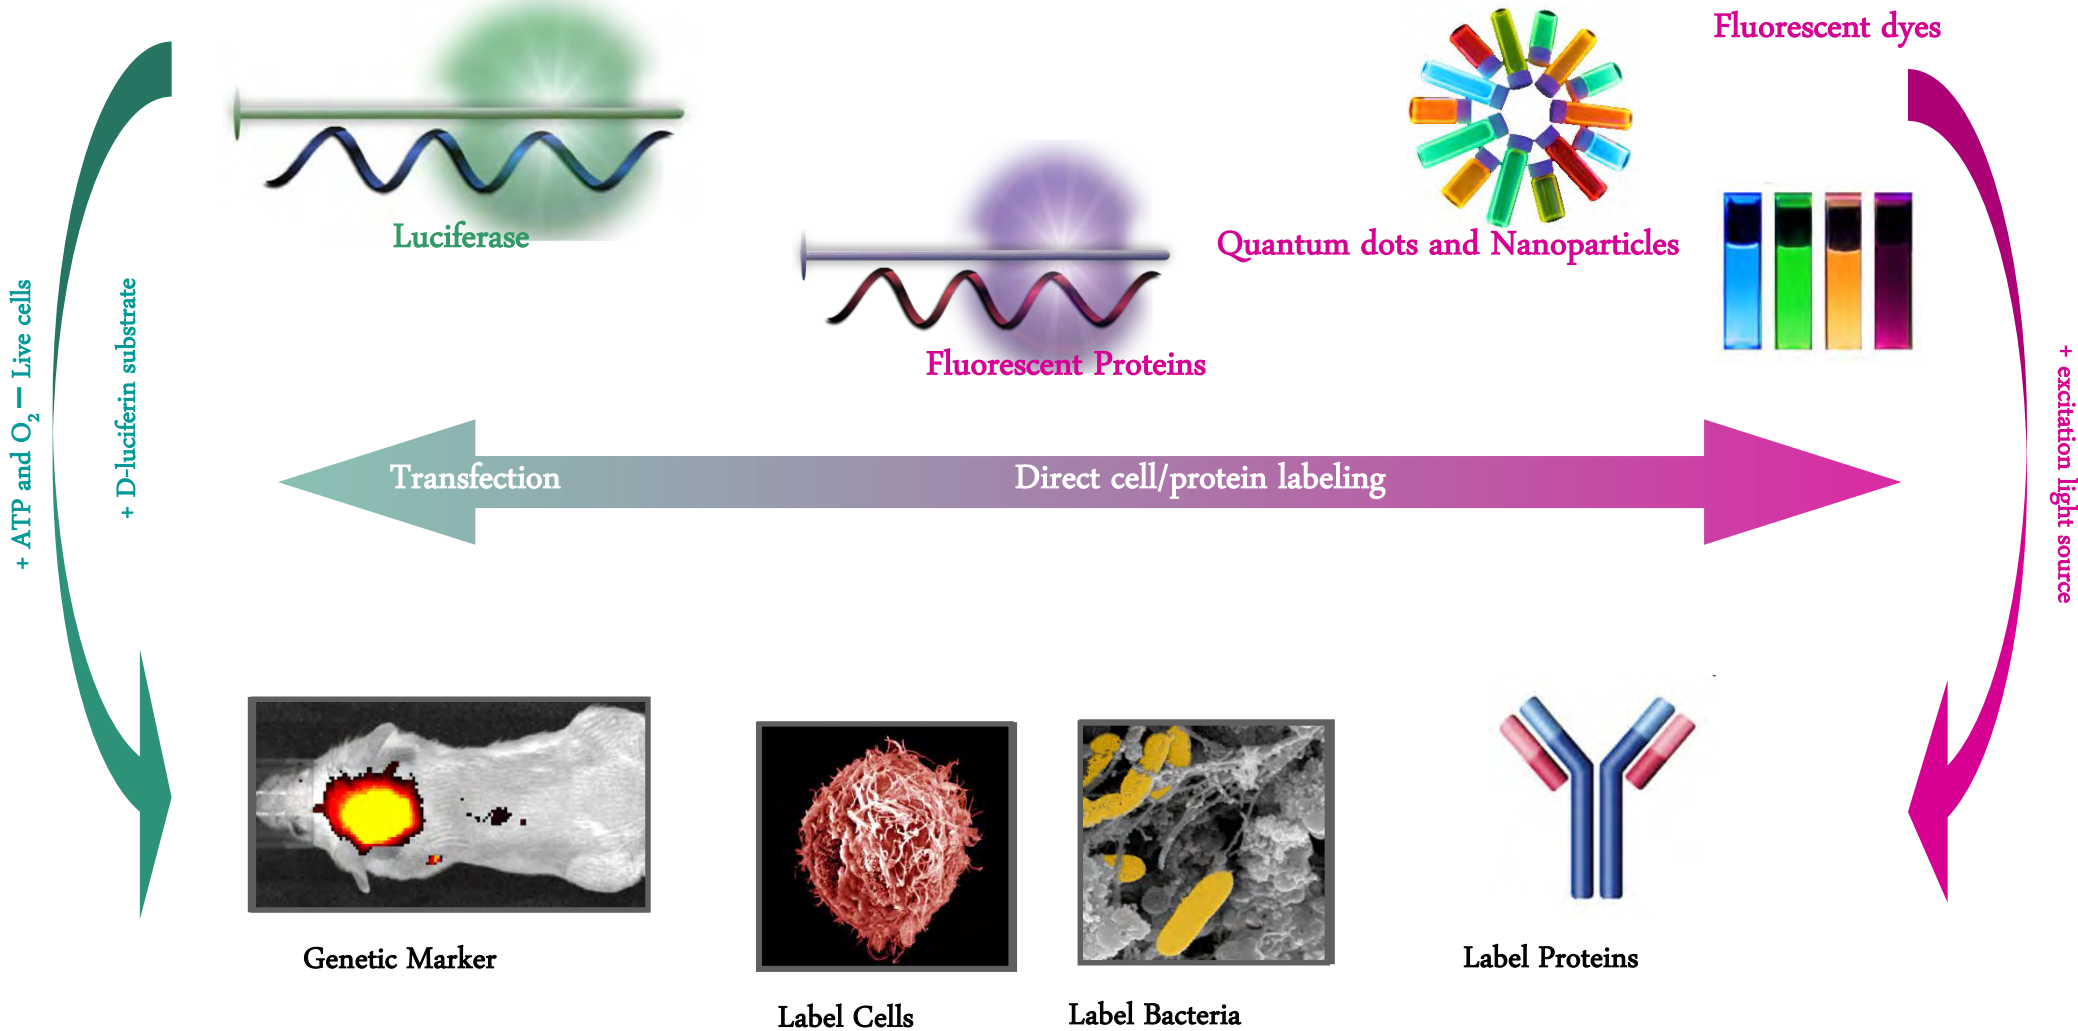 Fluorescent dyes
Luciferase
Quantum dots and Nanoparticles
Fluorescent Proteins
+ ATP and O₂ – Live cells
+ D-luciferin substrate
+ excitation light source
Transfection
Direct cell/protein labeling
Genetic Marker
Label Cells
Label Bacteria
Label Proteins